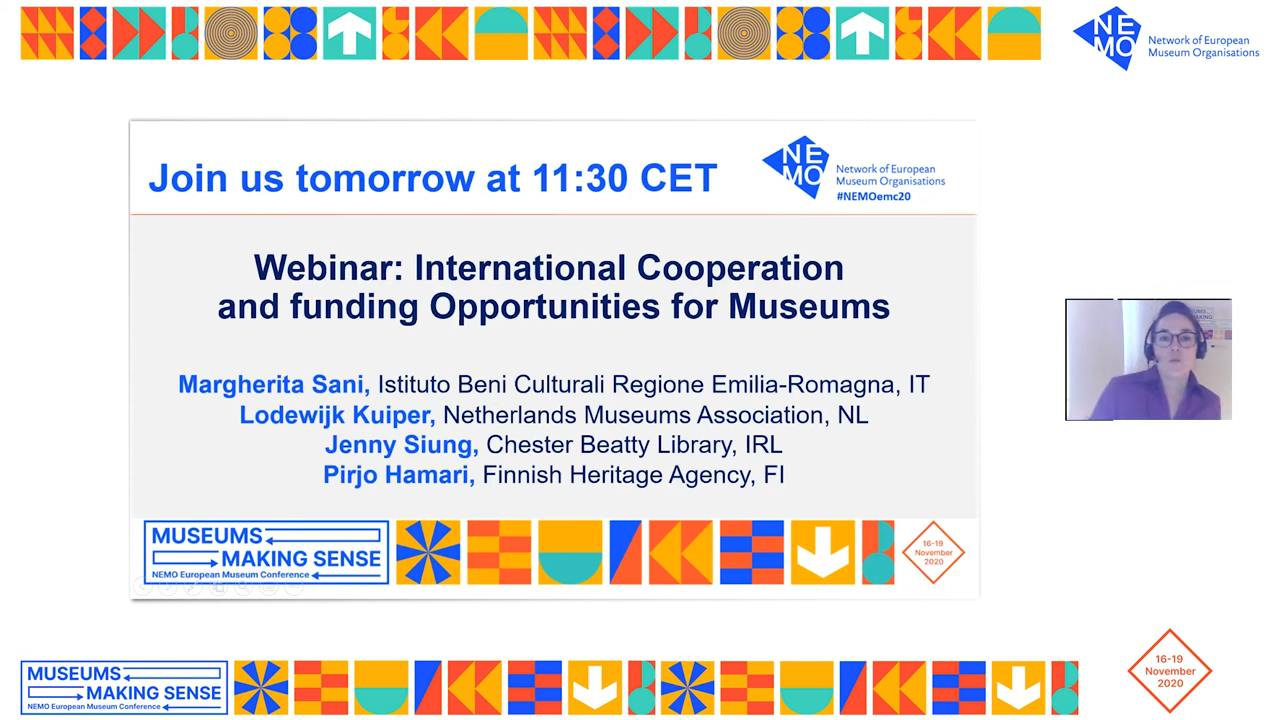 NE
MO
Network of European
Museum Organisations
Join us tomorrow at 11:30 CET
NE
MO
Network of European
Museum Organisations
#NEMOemc20
Webinar: International Cooperation
and funding Opportunities for Museums
Margherita Sani, Istituto Beni Culturali Regione Emilia-Romagna, IT
Lodewijk Kuiper, Netherlands Museums Association, NL
Jenny Siung, Chester Beatty Library, IRL
Pirjo Hamari, Finnish Heritage Agency, FI
MUSEUMS
MAKING SENSE
NEMO European Museum Conference
16-19
November
2020
MUSEUMS
MAKING SENSE
NEMO European Museum Conference
16-19
November
2020